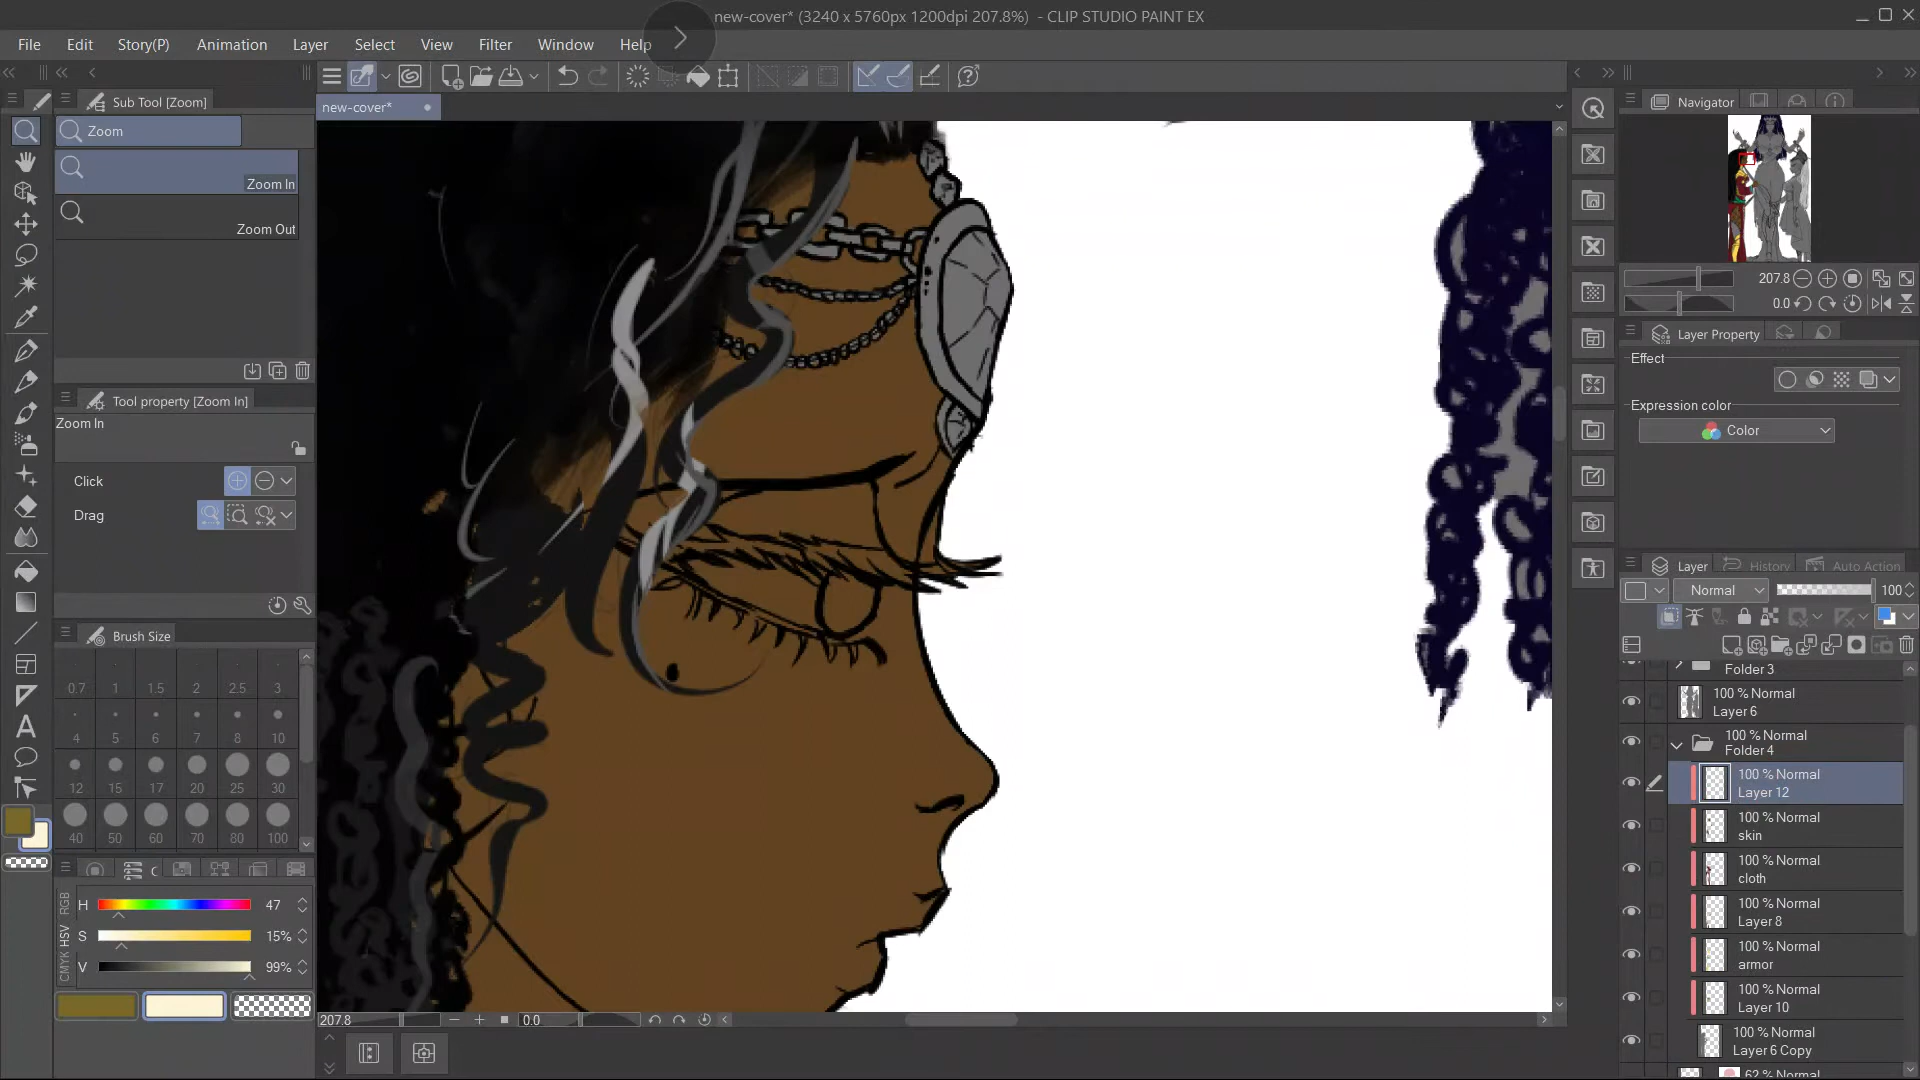 new-cover* (3240 x 5760px 1200dpi 207.8%) - CLIP STUDIO PAINT EX
File Edit Story(P) Animation Layer Select View Filter Window Help
Sub Tool [Zoom]
Zoom
Zoom In
Zoom Out
Tool property [Zoom In]
Zoom In
Click
Drag
Brush Size
0.7 1 1.5 2 2.5 3
4 5 6 7 8 10
12 15 17 20 25 30
40 50 60 70 80 100
C
RGB
HSV
CMYK
H 47
S 15%
V 99%
new-cover*
207.8 0.0
Navigator
207.8
0.0
Layer Property
Effect
Expression color
Color
Layer History Auto Action
Normal 100
Folder 3
100 % Normal
Layer 6
100 % Normal
Folder 4
100 % Normal
Layer 12
100 % Normal
skin
100 % Normal
cloth
100 % Normal
Layer 8
100 % Normal
armor
100 % Normal
Layer 10
100 % Normal
Layer 6 Copy
62 % Normal